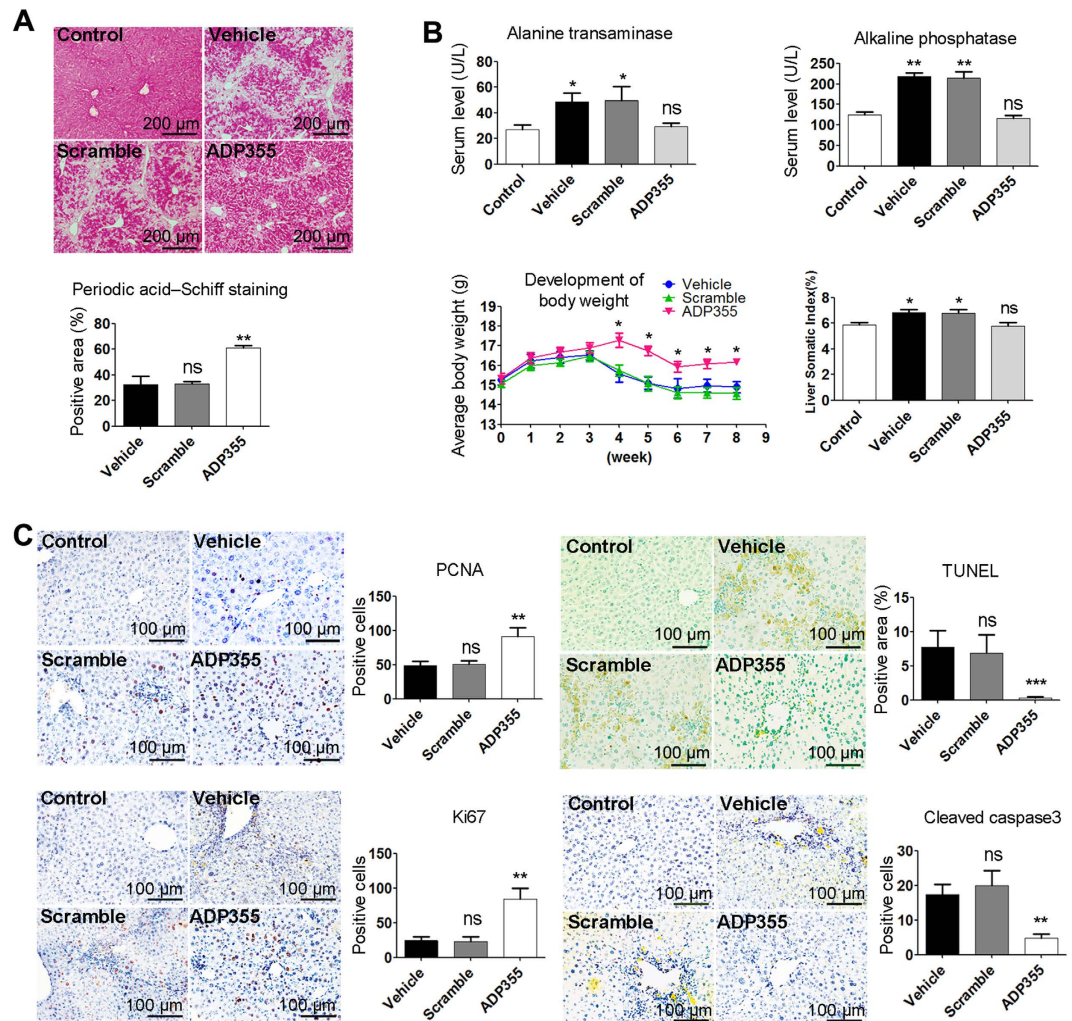 A
Control
Vehicle
200 µm
200 µm
Scramble
ADP355
200 µm
200 µm
Periodic acid–Schiff staining
Positive area (%)
80
60
40
20
0
ns
**
Vehicle
Scramble
ADP355
B
Alanine transaminase
Serum level (U/L)
80
60
40
20
0
*
*
ns
Control
Vehicle
Scramble
ADP355
Alkaline phosphatase
Serum level (U/L)
250
200
150
100
50
0
**
**
ns
Control
Vehicle
Scramble
ADP355
Development of
body weight
Vehicle
Scramble
ADP355
Average body weight (g)
18
17
16
15
14
13
* * * * *
0 1 2 3 4 5 6 7 8 9
(week)
Liver Somatic Index(%)
8
6
4
2
0
*
*
ns
Control
Vehicle
Scramble
ADP355
C
Control
Vehicle
100 µm
100 µm
Scramble
ADP355
100 µm
100 µm
PCNA
Positive cells
150
100
50
0
ns
**
Vehicle
Scramble
ADP355
Control
Vehicle
100 µm
100 µm
Scramble
ADP355
100 µm
100 µm
TUNEL
Positive area (%)
15
10
5
0
ns
***
Vehicle
Scramble
ADP355
Control
Vehicle
100 µm
100 µm
Scramble
ADP355
100 µm
100 µm
Ki67
Positive cells
150
100
50
0
ns
**
Vehicle
Scramble
ADP355
Control
Vehicle
100 µm
100 µm
Scramble
ADP355
100 µm
100 µm
Cleaved caspase3
Positive cells
30
20
10
0
ns
**
Vehicle
Scramble
ADP355